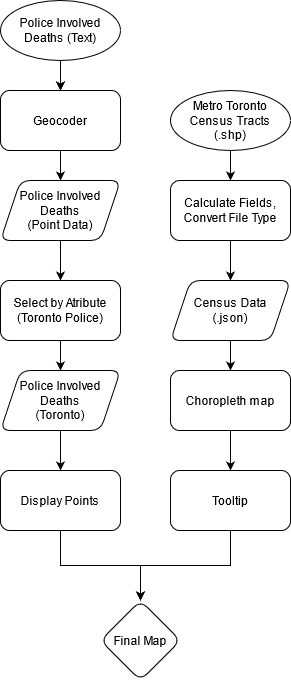 Police Involved
Deaths (Text)
Geocoder
Police Involved
Deaths
(Point Data)
Select by Atribute
(Toronto Police)
Police Involved
Deaths
(Toronto)
Display Points
Metro Toronto
Census Tracts
(.shp)
Calculate Fields,
Convert File Type
Census Data
(.json)
Choropleth map
Tooltip
Final Map